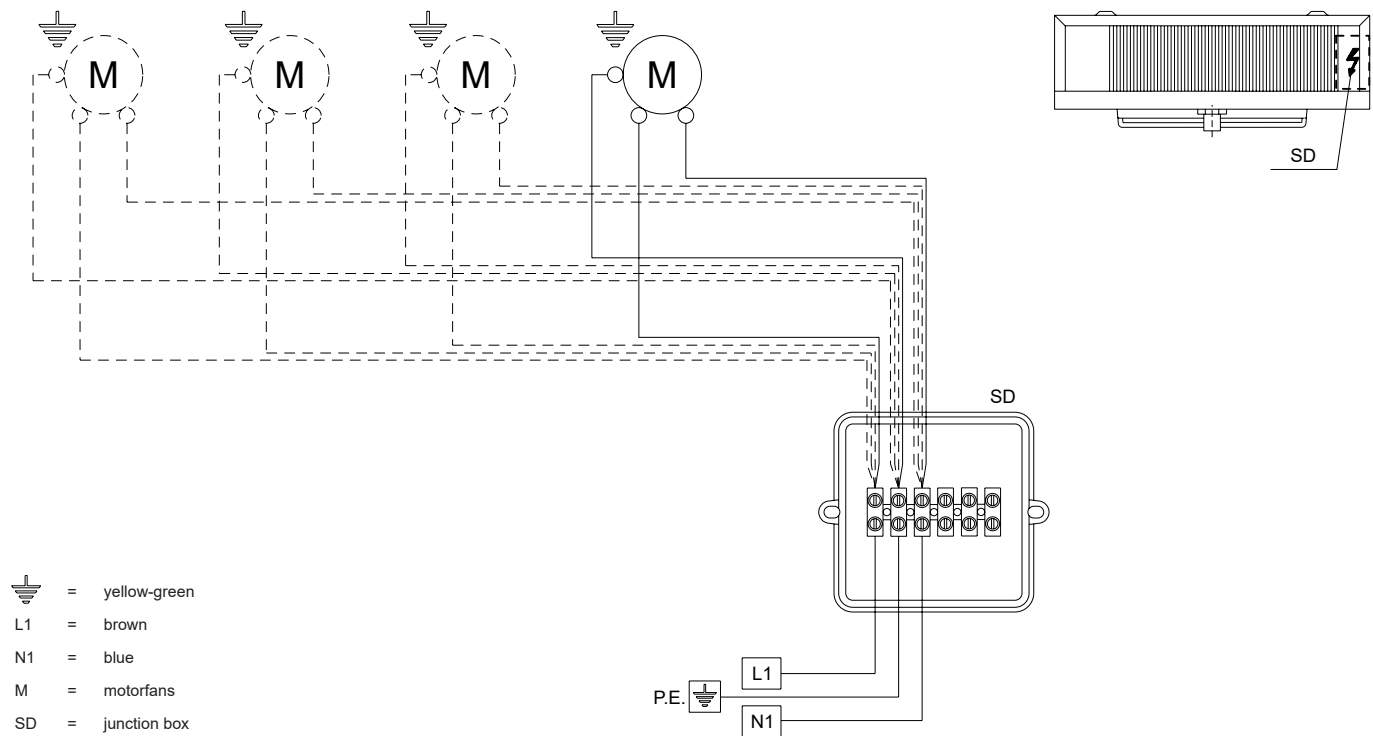 M M M M
SD
SD
= yellow-green
L1 = brown
N1 = blue
M = motorfans
SD = junction box
L1
P.E.
N1